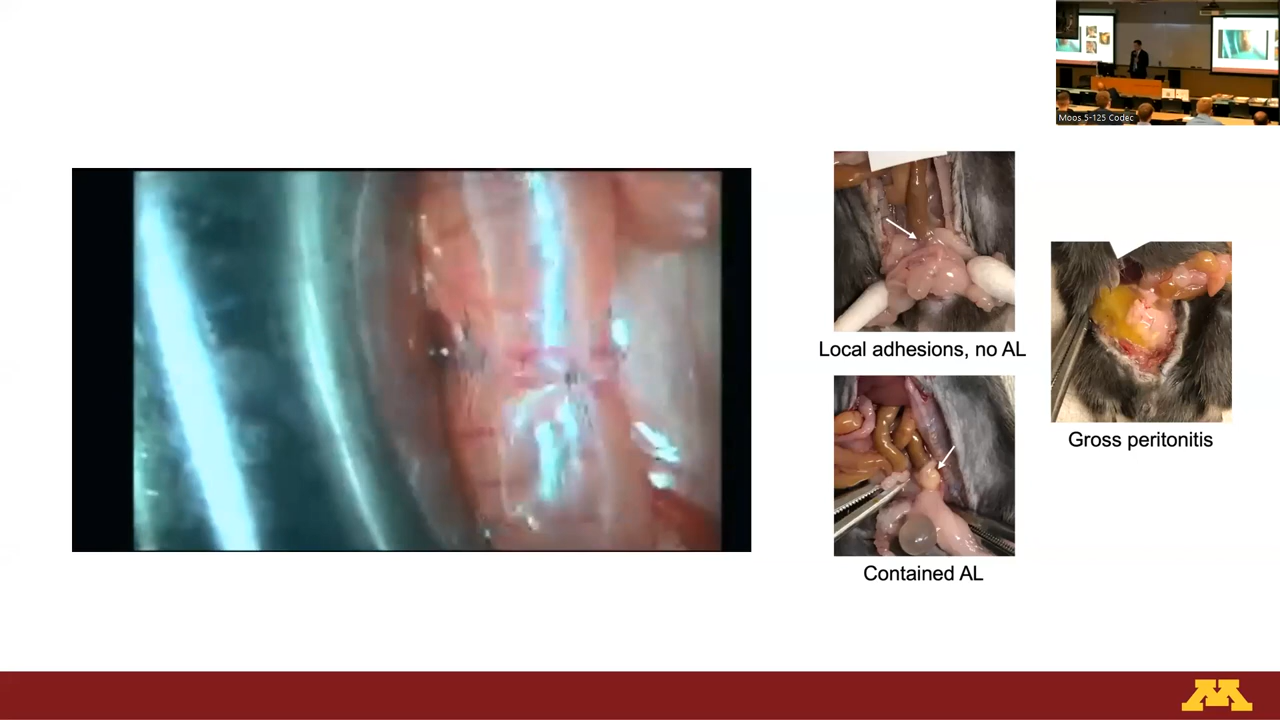 Moos 5-125 Codec
Local adhesions, no AL
Gross peritonitis
Contained AL
M